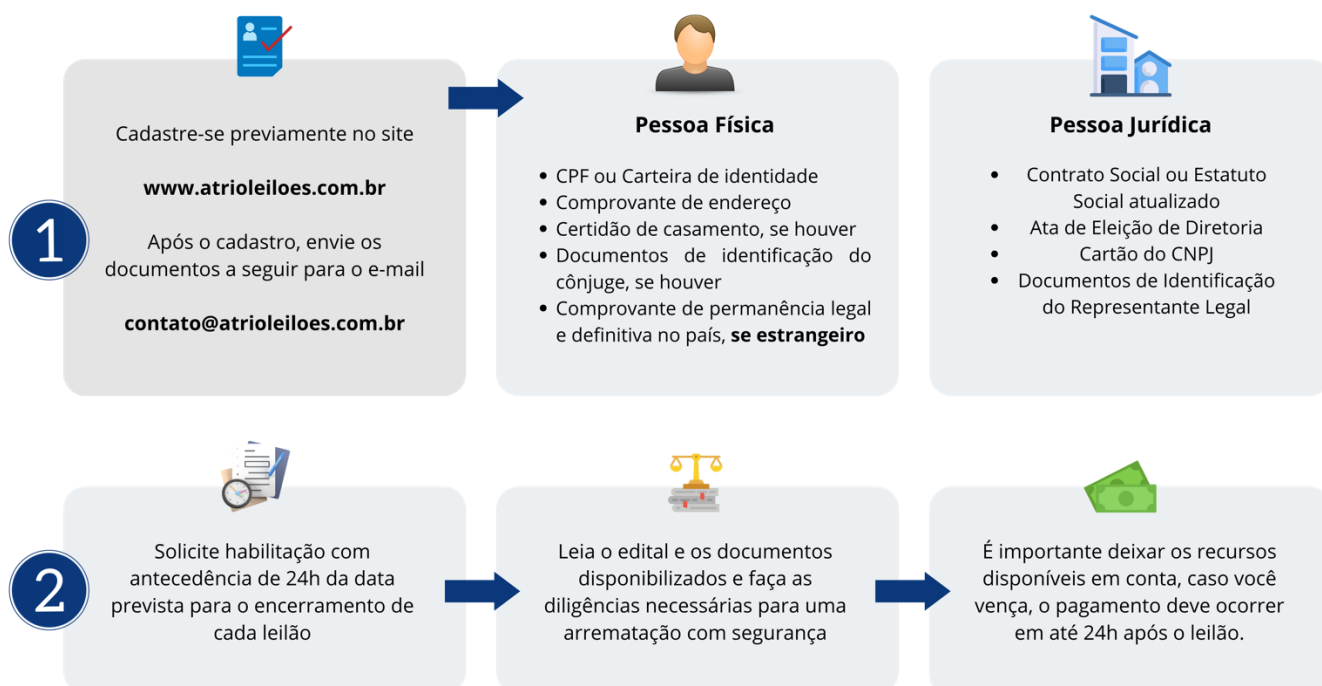 1
Cadastre-se previamente no site
www.atrioleiloes.com.br
Após o cadastro, envie os
documentos a seguir para o e-mail
contato@atrioleiloes.com.br
Pessoa Física
• CPF ou Carteira de identidade
• Comprovante de endereço
• Certidão de casamento, se houver
• Documentos de identificação do
cônjuge, se houver
• Comprovante de permanência legal
e definitiva no país, se estrangeiro
Pessoa Jurídica
• Contrato Social ou Estatuto
Social atualizado
• Ata de Eleição de Diretoria
• Cartão do CNPJ
• Documentos de Identificação
do Representante Legal
2
Solicite habilitação com
antecedência de 24h da data
prevista para o encerramento de
cada leilão
Leia o edital e os documentos
disponibilizados e faça as
diligências necessárias para uma
arrematação com segurança
É importante deixar os recursos
disponíveis em conta, caso você
vença, o pagamento deve ocorrer
em até 24h após o leilão.